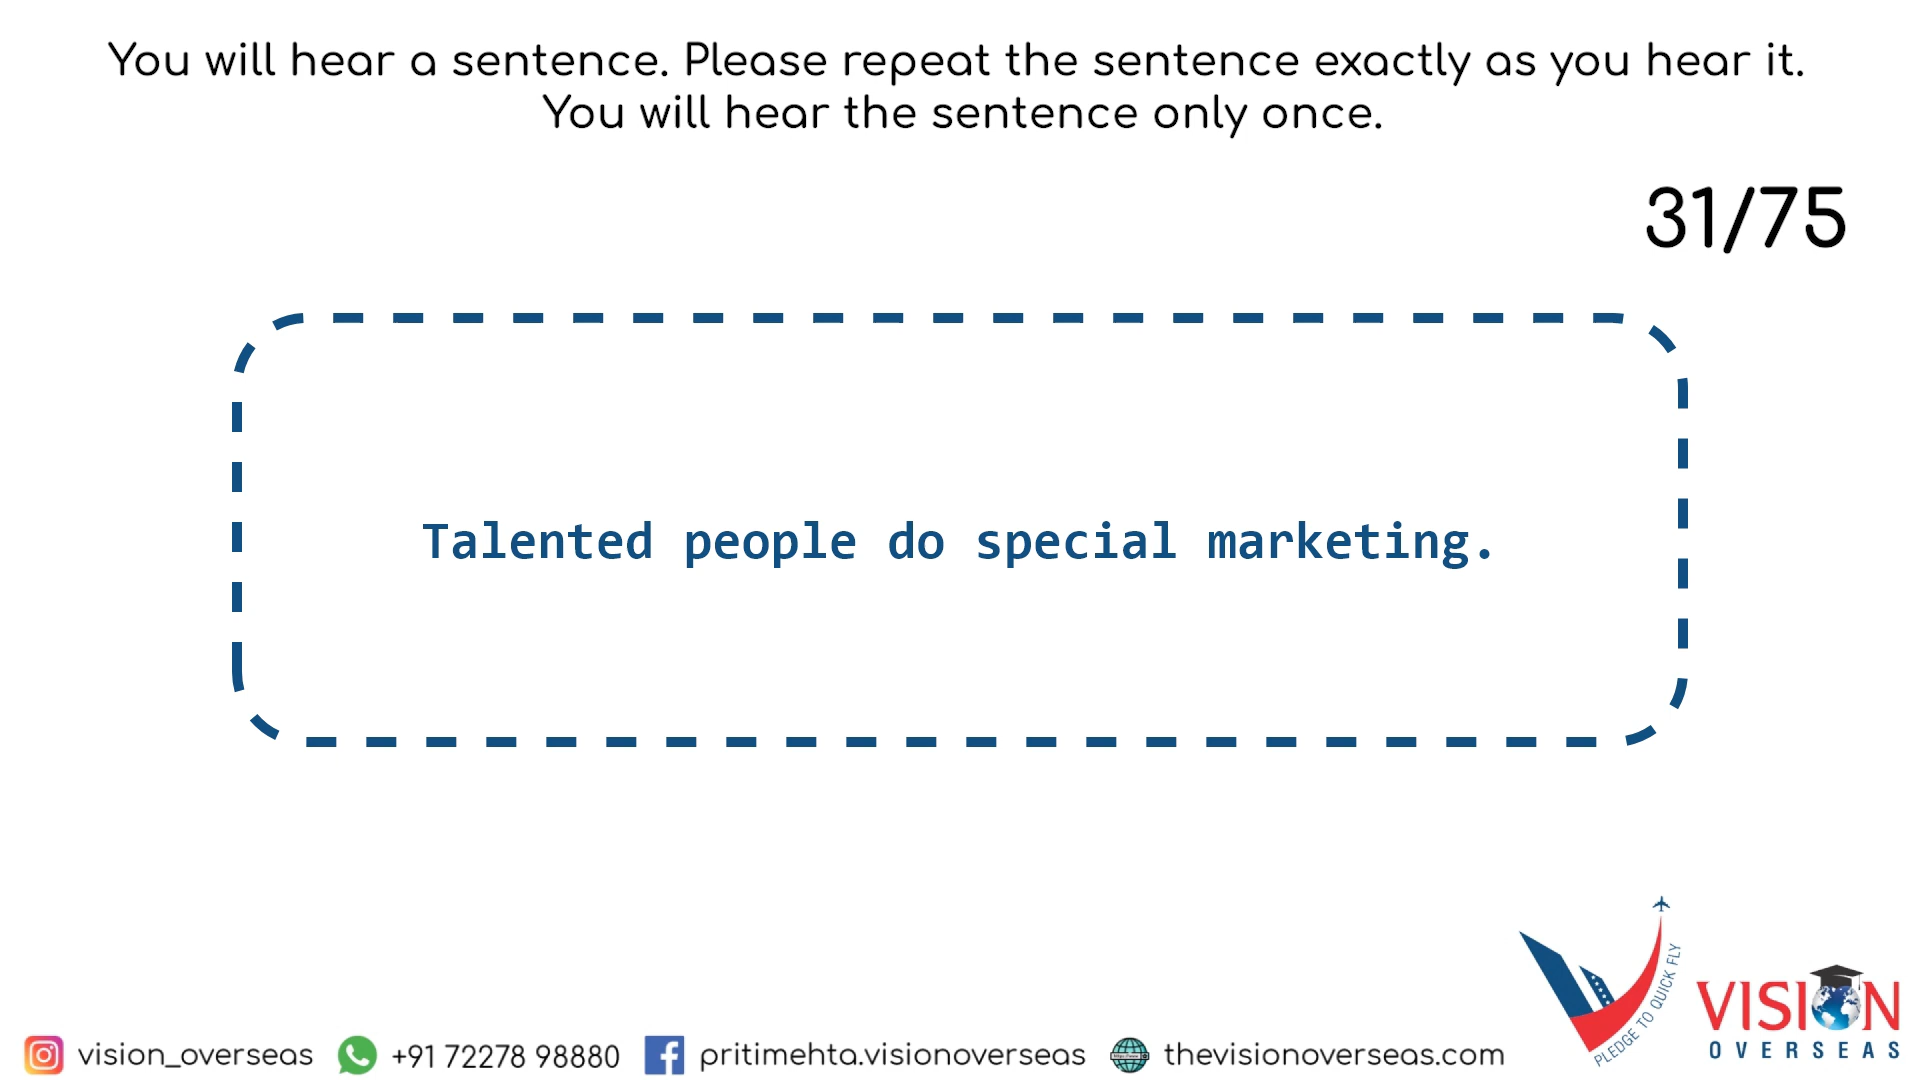 You will hear a sentence. Please repeat the sentence exactly as you hear it.
You will hear the sentence only once.
31/75
Talented people do special marketing.
PLEDGE TO QUICK FLY
VISION
OVERSEAS
vision_overseas
+91 72278 98880
pritimehta.visionoverseas
thevisionoverseas.com